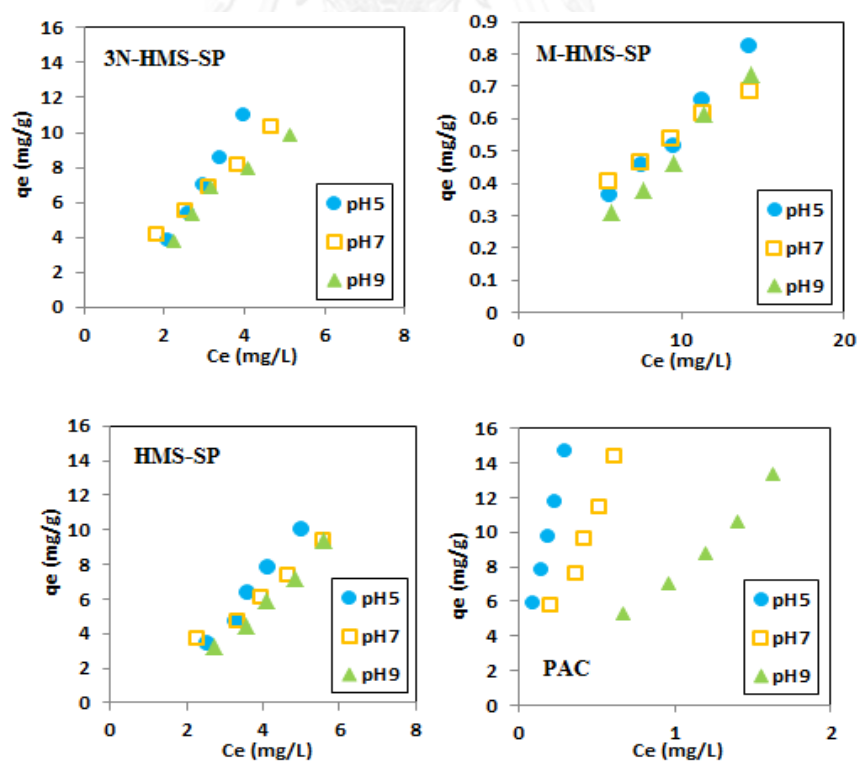 3N-HMS-SP
qe (mg/g)
16
14
12
10
8
6
4
2
0
0 2 4 6 8
Ce (mg/L)
pH5
pH7
pH9
M-HMS-SP
qe (mg/g)
0.9
0.8
0.7
0.6
0.5
0.4
0.3
0.2
0.1
0
0 10 20
Ce (mg/L)
pH5
pH7
pH9
HMS-SP
qe (mg/g)
16
14
12
10
8
6
4
2
0
0 2 4 6 8
Ce (mg/L)
pH5
pH7
pH9
PAC
qe (mg/g)
16
14
12
10
8
6
4
2
0
0 1 2
Ce (mg/L)
pH5
pH7
pH9